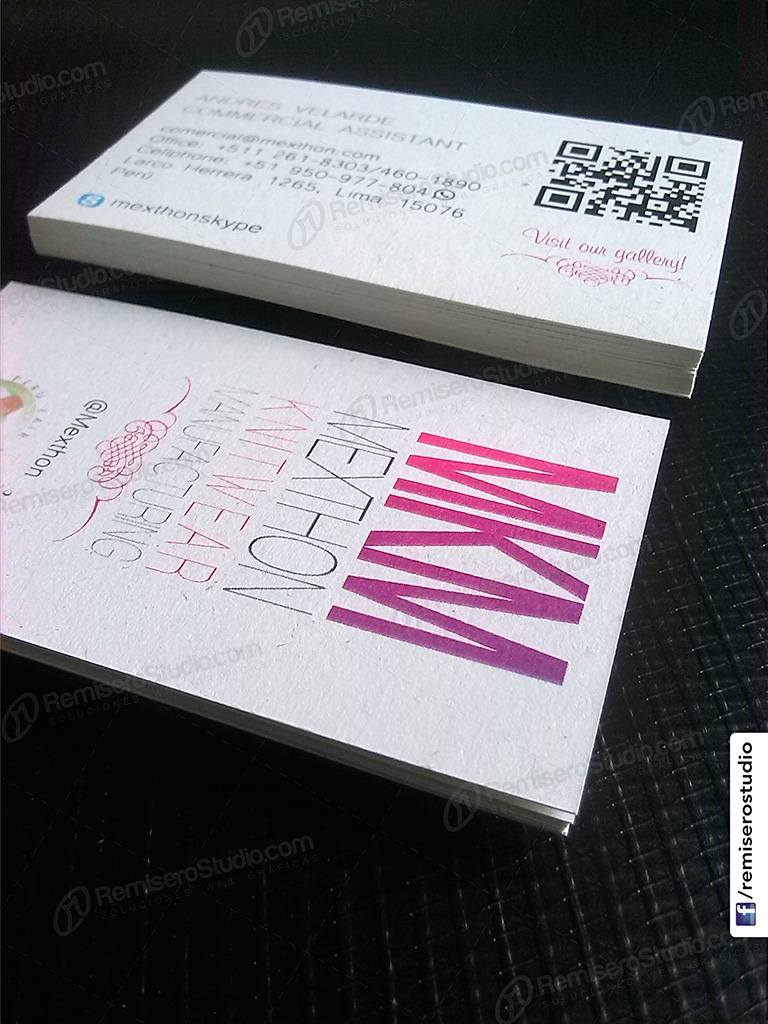 ANDRES VELARDE
COMMERCIAL ASSISTANT
comercial@mexthon.com
Office: +511 261-8303/460-1890
Cellphone: +51 950-977-804
Larco Herrera 1265, Lima 15076
Perú
mexthonskype
Visit our gallery!
MKM
MEXTHON
KNITWEAR
MANUFACTURING
@Mexthon
f/remiserostudio
RemiseroStudio.com
SOLUCIONES WEB, GRAFICAS